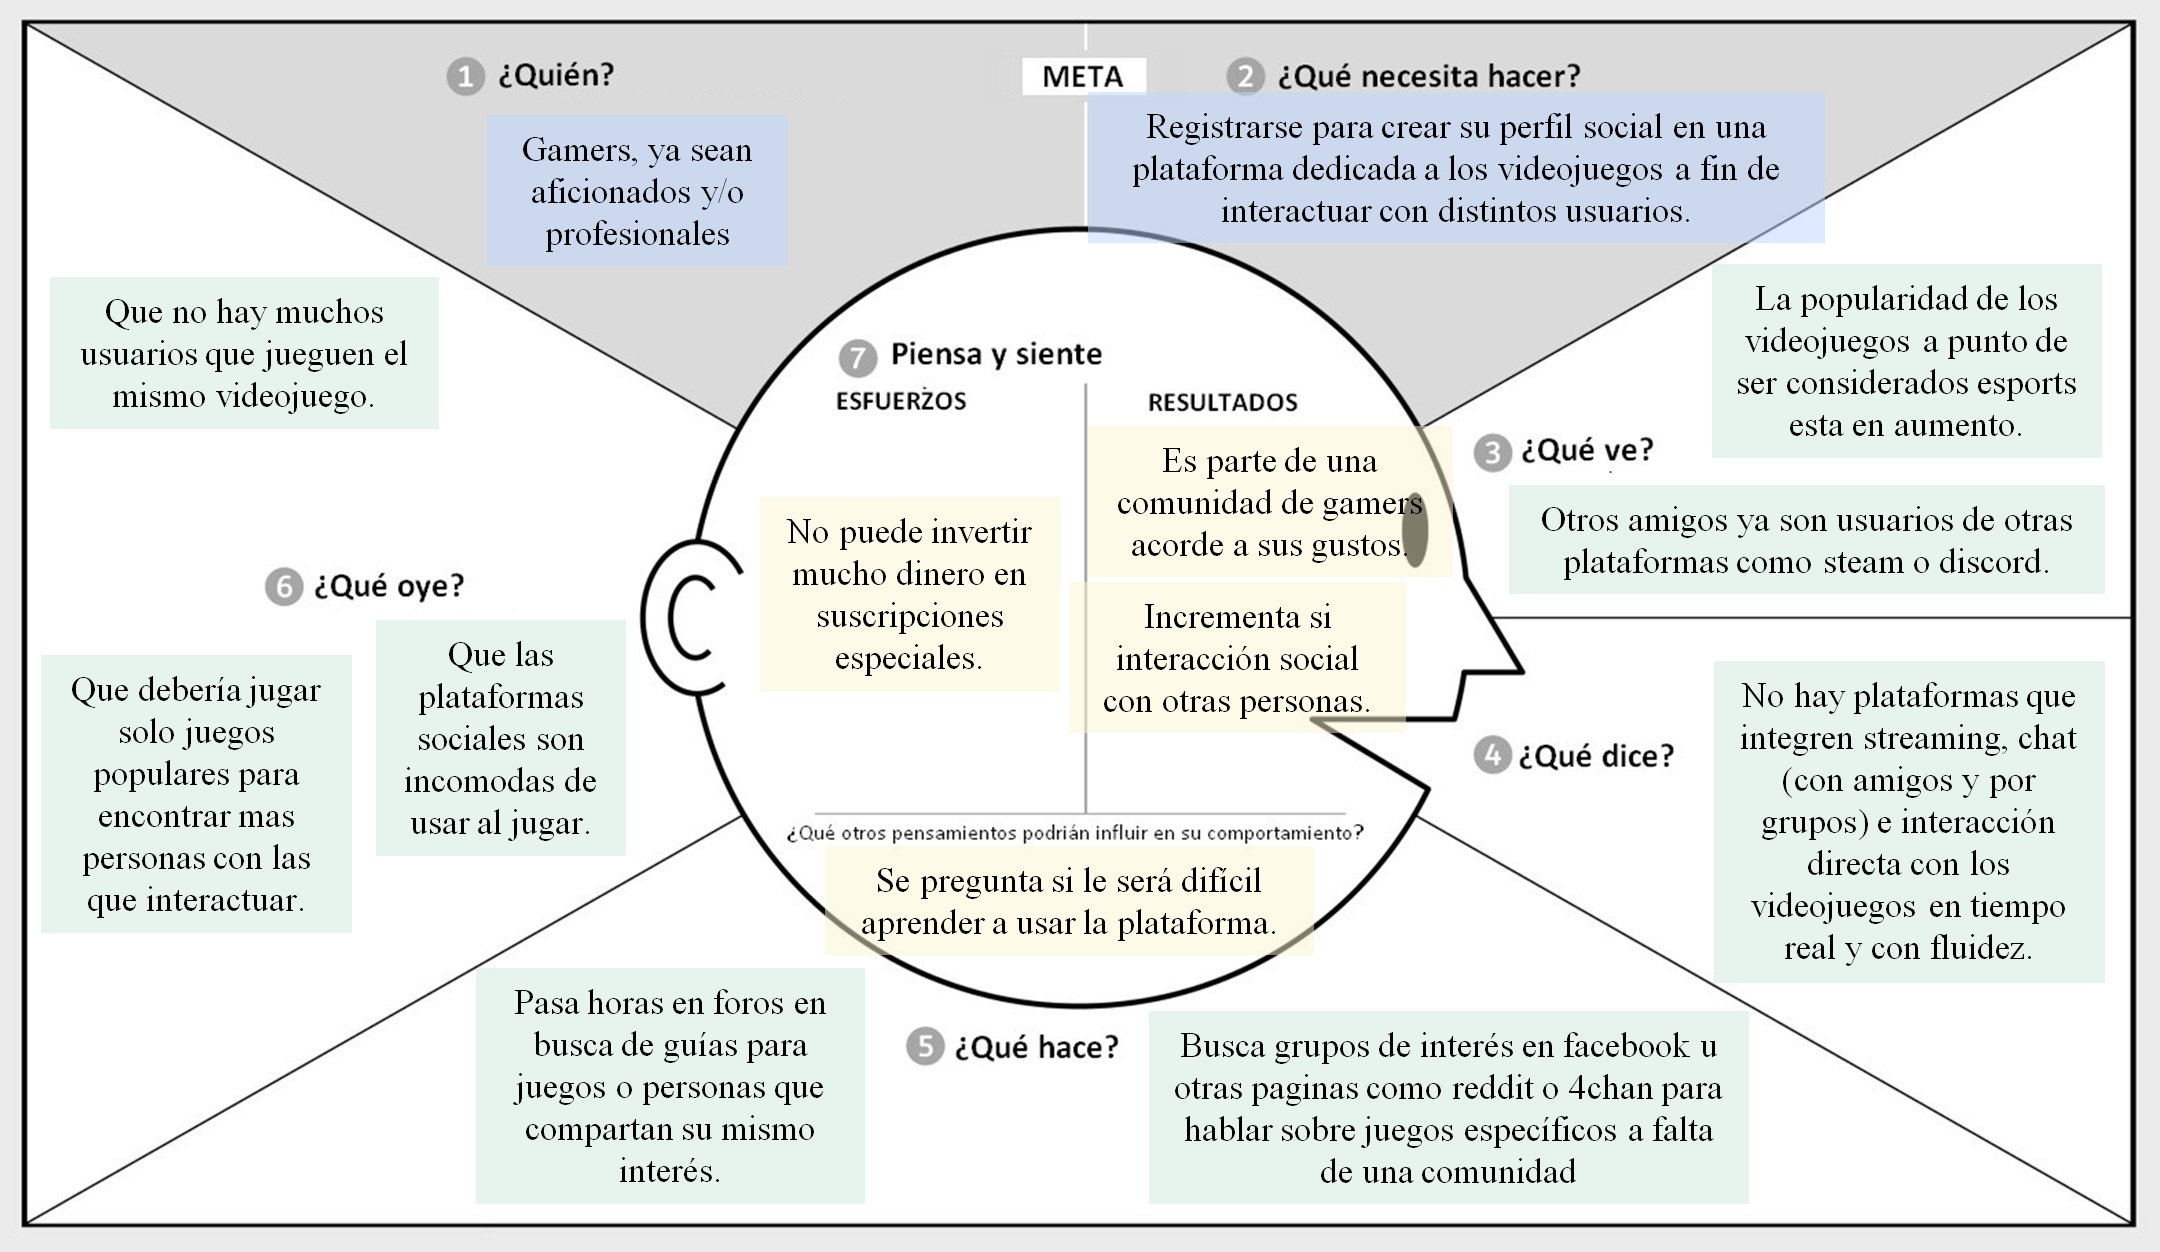 1 ¿Quién?
Gamers, ya sean
aficionados y/o
profesionales
META
2 ¿Qué necesita hacer?
Registrarse para crear su perfil social en una
plataforma dedicada a los videojuegos a fin de
interactuar con distintos usuarios.
La popularidad de los
videojuegos a punto de
ser considerados esports
esta en aumento.
3 ¿Qué ve?
Otros amigos ya son usuarios de otras
plataformas como steam o discord.
4 ¿Qué dice?
No hay plataformas que
integren streaming, chat
(con amigos y por
grupos) e interacción
directa con los
videojuegos en tiempo
real y con fluidez.
5 ¿Qué hace?
Pasa horas en foros en
busca de guías para
juegos o personas que
compartan su mismo
interés.
Busca grupos de interés en facebook u
otras paginas como reddit o 4chan para
hablar sobre juegos específicos a falta
de una comunidad
6 ¿Qué oye?
Que no hay muchos
usuarios que jueguen el
mismo videojuego.
Que debería jugar
solo juegos
populares para
encontrar mas
personas con las
que interactuar.
Que las
plataformas
sociales son
incomodas de
usar al jugar.
7 Piensa y siente
ESFUERZOS
No puede invertir
mucho dinero en
suscripciones
especiales.
RESULTADOS
Es parte de una
comunidad de gamers
acorde a sus gustos.
Incrementa si
interacción social
con otras personas.
¿Qué otros pensamientos podrián influir en su comportamiento?
Se pregunta si le será difícil
aprender a usar la plataforma.